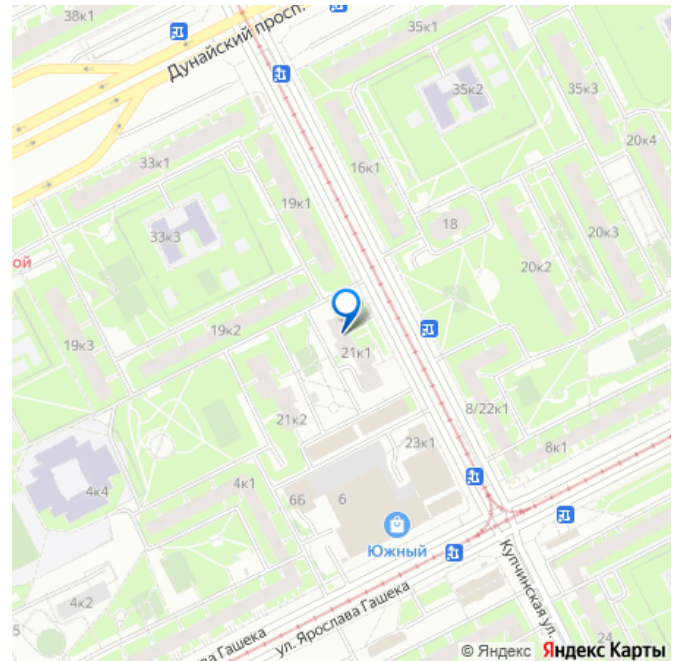 38к1
Дунайский просп.
35к1
35к2
35к3
20к4
33к1
16к1
19к1
18
33к3
ой
20к3
20к2
19к2
19к3
21к1
8/22к1
21к2
23к1
8к1
4к1
4к4
6Б
6
Южный
Купчинская ул.
4к2
ул. Ярослава Гашека
ва Гашека
5
24
© Яндекс Яндекс Карты